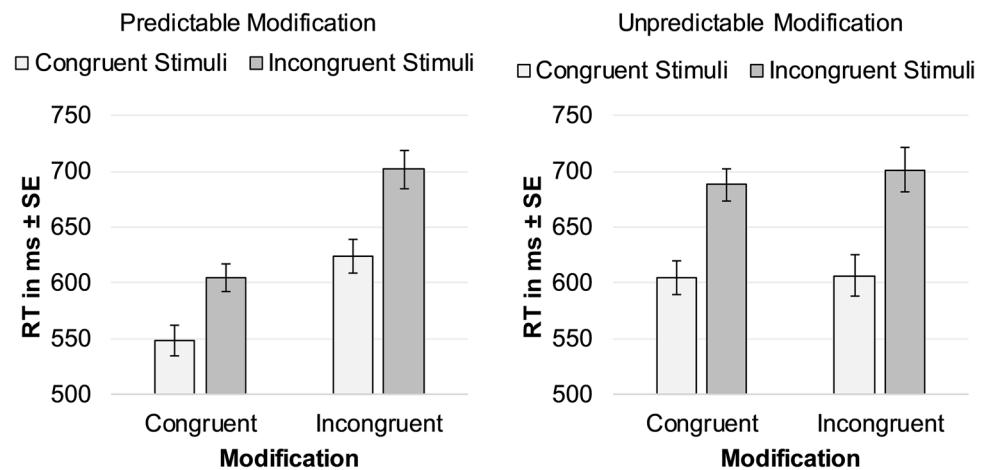 Predictable Modification
Congruent Stimuli Incongruent Stimuli
750
700
650
600
550
500
RT in ms ± SE
Congruent Incongruent
Modification
Unpredictable Modification
Congruent Stimuli Incongruent Stimuli
750
700
650
600
550
500
RT in ms ± SE
Congruent Incongruent
Modification